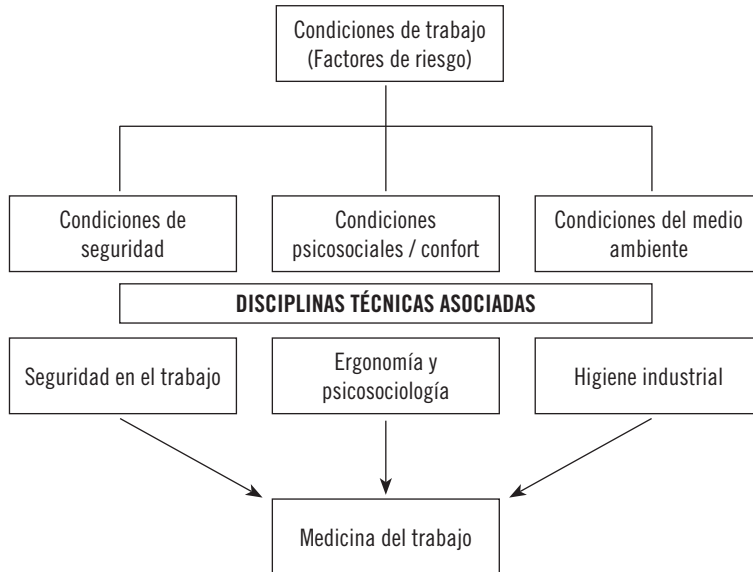 Condiciones de trabajo
(Factores de riesgo)
Condiciones de
seguridad
Condiciones
psicosociales / confort
Condiciones del medio
ambiente
DISCIPLINAS TÉCNICAS ASOCIADAS
Seguridad en el trabajo
Ergonomía y
psicosociología
Higiene industrial
Medicina del trabajo